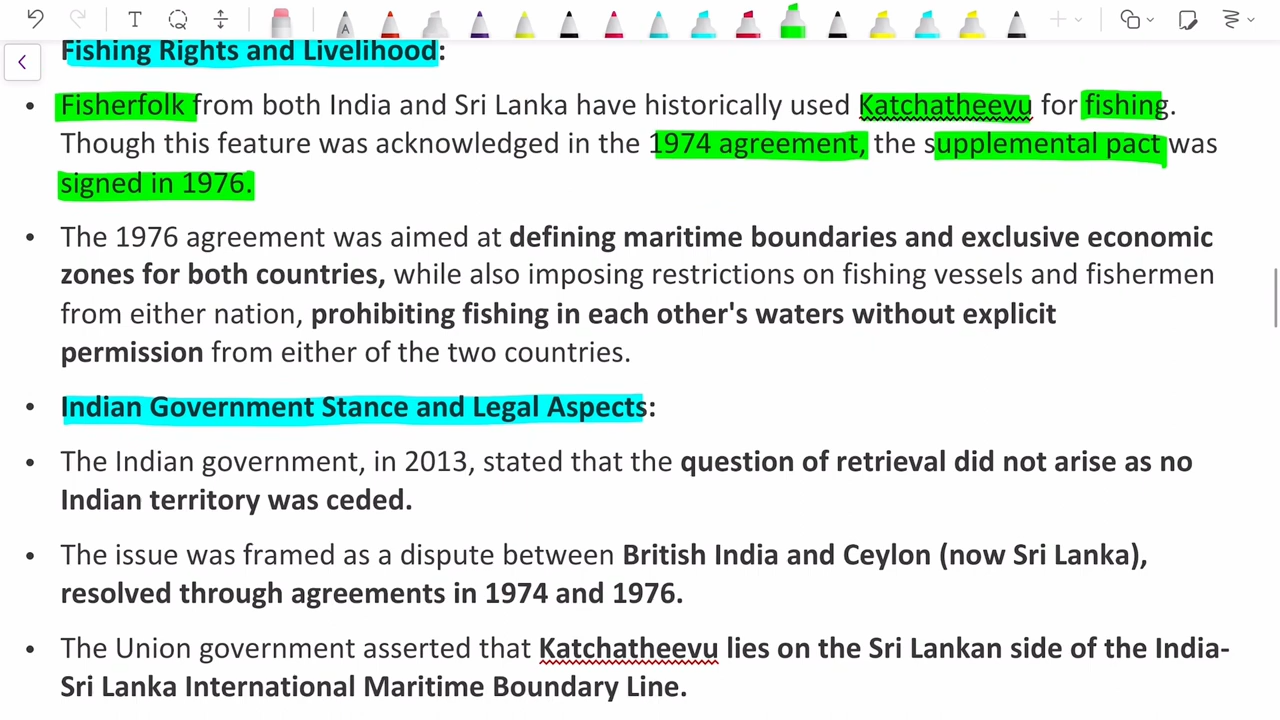 Fishing Rights and Livelihood:
• Fisherfolk from both India and Sri Lanka have historically used Katchatheevu for fishing.
Though this feature was acknowledged in the 1974 agreement, the supplemental pact was
signed in 1976.
• The 1976 agreement was aimed at defining maritime boundaries and exclusive economic
zones for both countries, while also imposing restrictions on fishing vessels and fishermen
from either nation, prohibiting fishing in each other's waters without explicit
permission from either of the two countries.
• Indian Government Stance and Legal Aspects:
• The Indian government, in 2013, stated that the question of retrieval did not arise as no
Indian territory was ceded.
• The issue was framed as a dispute between British India and Ceylon (now Sri Lanka),
resolved through agreements in 1974 and 1976.
• The Union government asserted that Katchatheevu lies on the Sri Lankan side of the India-
Sri Lanka International Maritime Boundary Line.